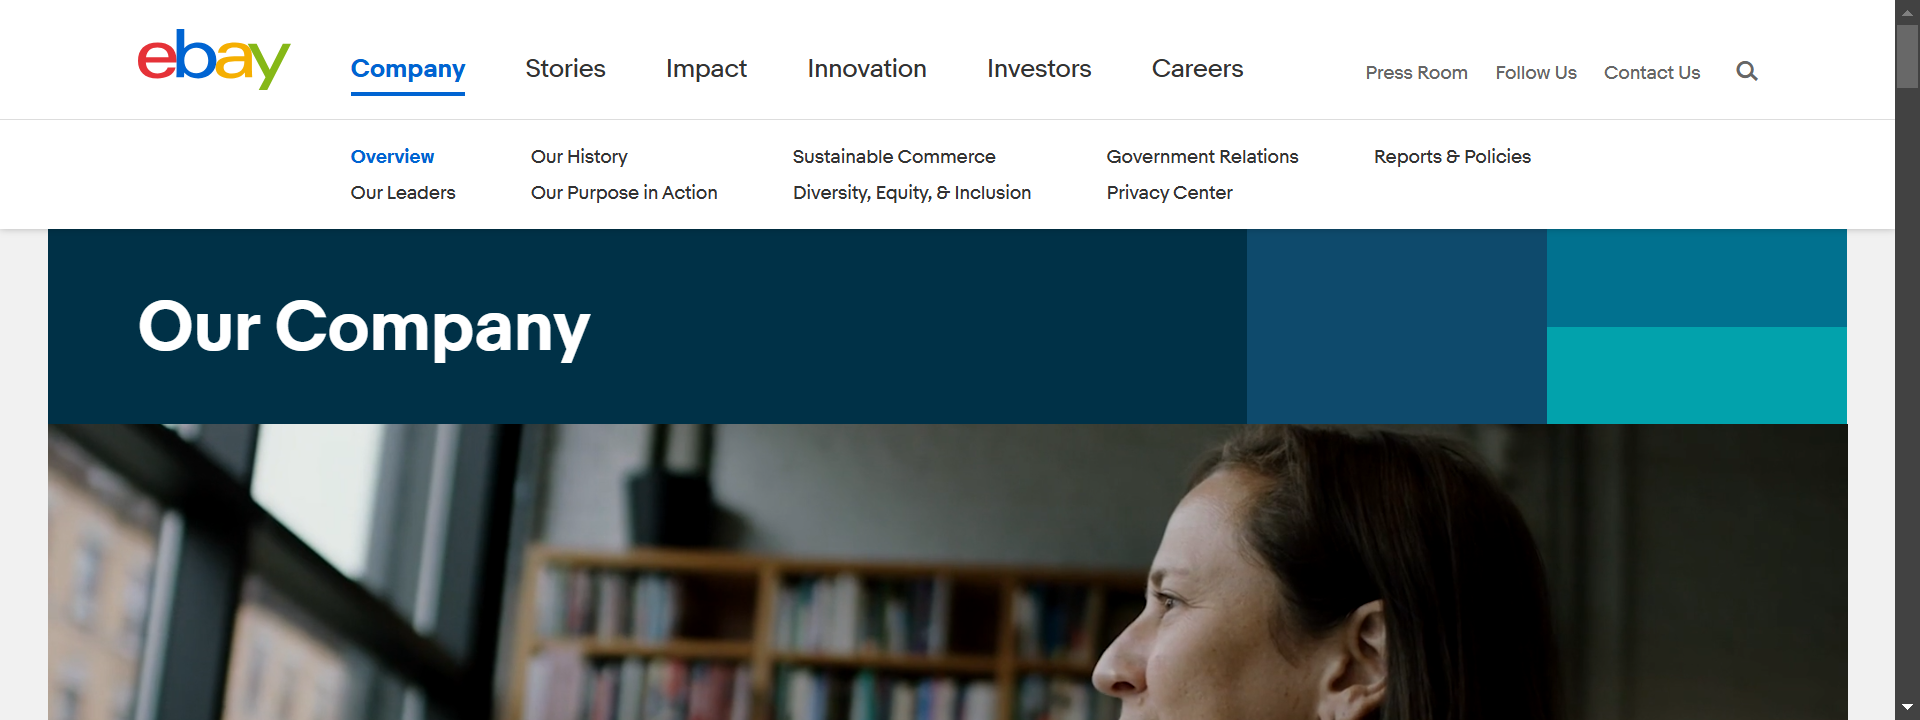 ebay
Company Stories Impact Innovation Investors Careers Press Room Follow Us Contact Us
Overview Our History Sustainable Commerce Government Relations Reports & Policies
Our Leaders Our Purpose in Action Diversity, Equity, & Inclusion Privacy Center
Our Company